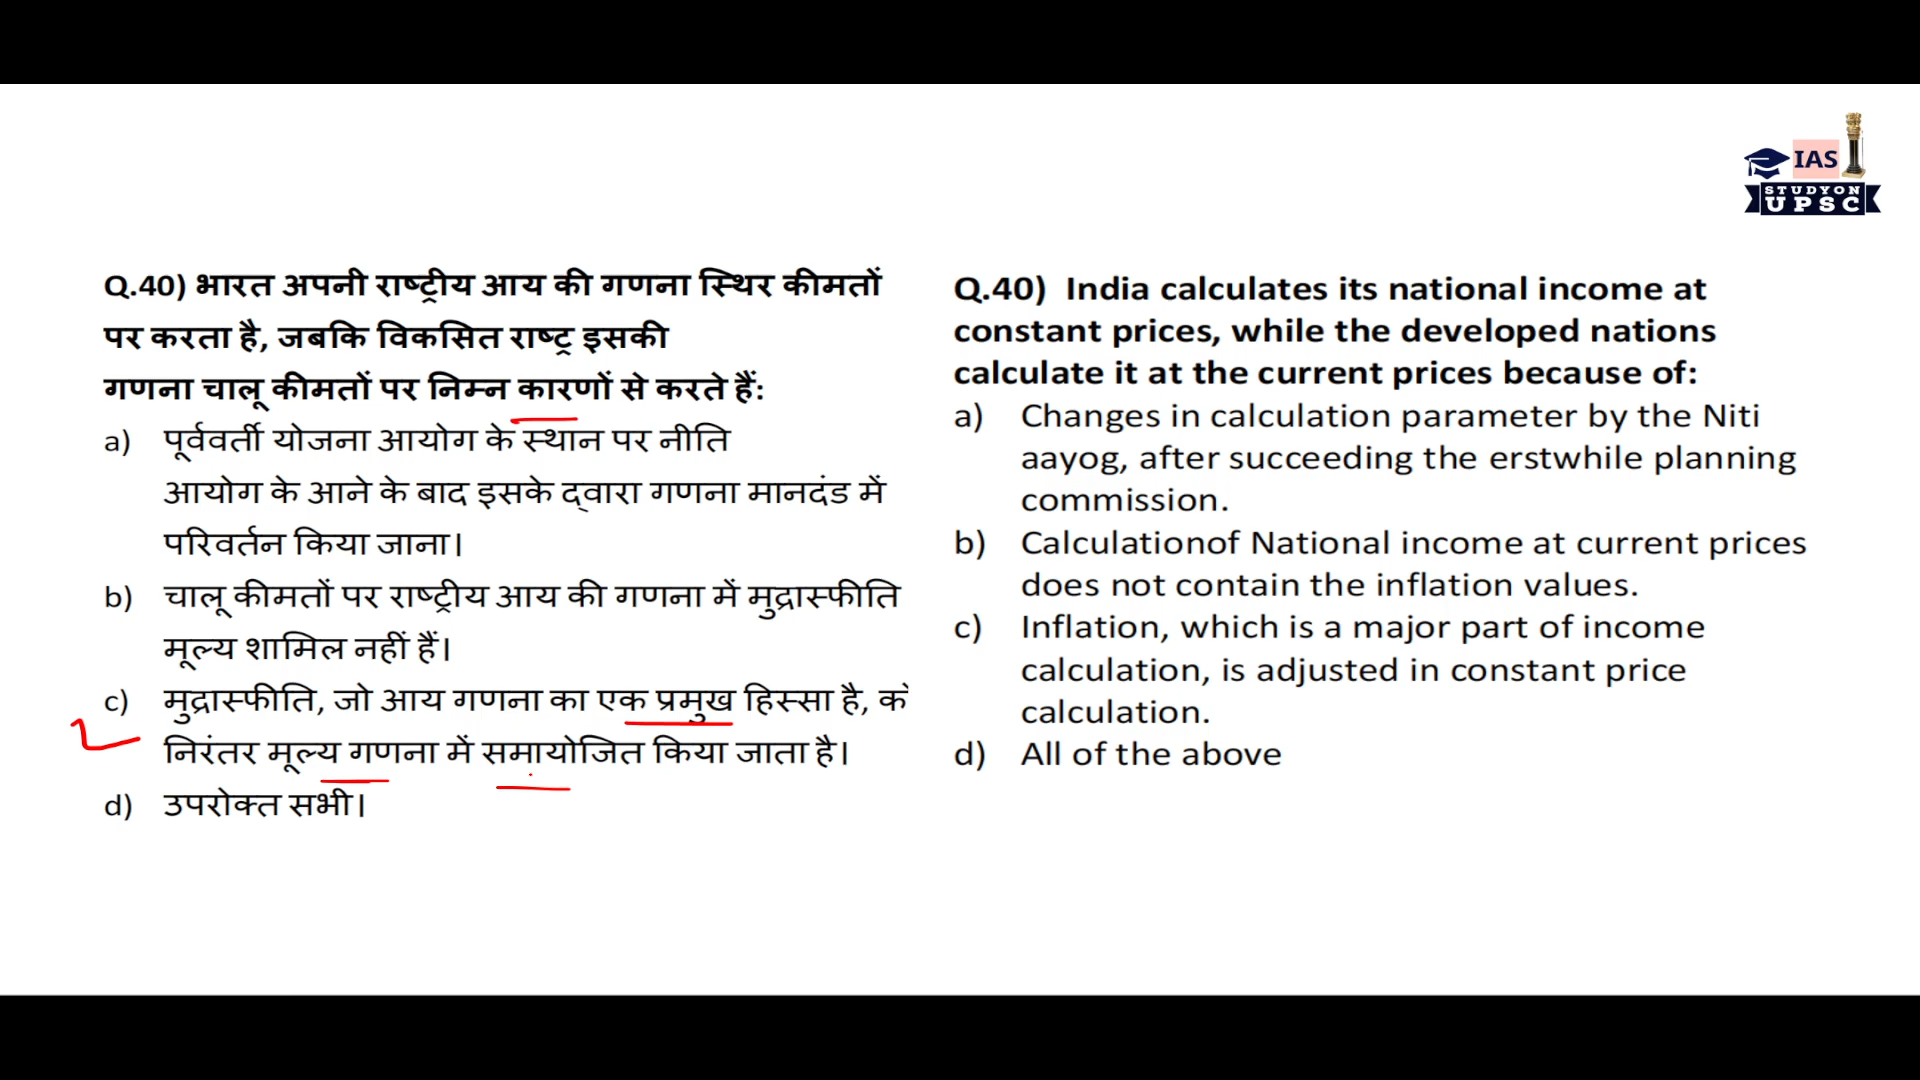 IAS
STUDYON
UPSC
Q.40) भारत अपनी राष्ट्रीय आय की गणना स्थिर कीमतों
पर करता है, जबकि विकसित राष्ट्र इसकी
गणना चालू कीमतों पर निम्न कारणों से करते हैं:
a) पूर्ववर्ती योजना आयोग के स्थान पर नीति
आयोग के आने के बाद इसके द्वारा गणना मानदंड में
परिवर्तन किया जाना।
b) चालू कीमतों पर राष्ट्रीय आय की गणना में मुद्रास्फीति
मूल्य शामिल नहीं हैं।
c) मुद्रास्फीति, जो आय गणना का एक प्रमुख हिस्सा है, को
निरंतर मूल्य गणना में समायोजित किया जाता है।
d) उपरोक्त सभी।
Q.40) India calculates its national income at
constant prices, while the developed nations
calculate it at the current prices because of:
a) Changes in calculation parameter by the Niti
aayog, after succeeding the erstwhile planning
commission.
b) Calculationof National income at current prices
does not contain the inflation values.
c) Inflation, which is a major part of income
calculation, is adjusted in constant price
calculation.
d) All of the above